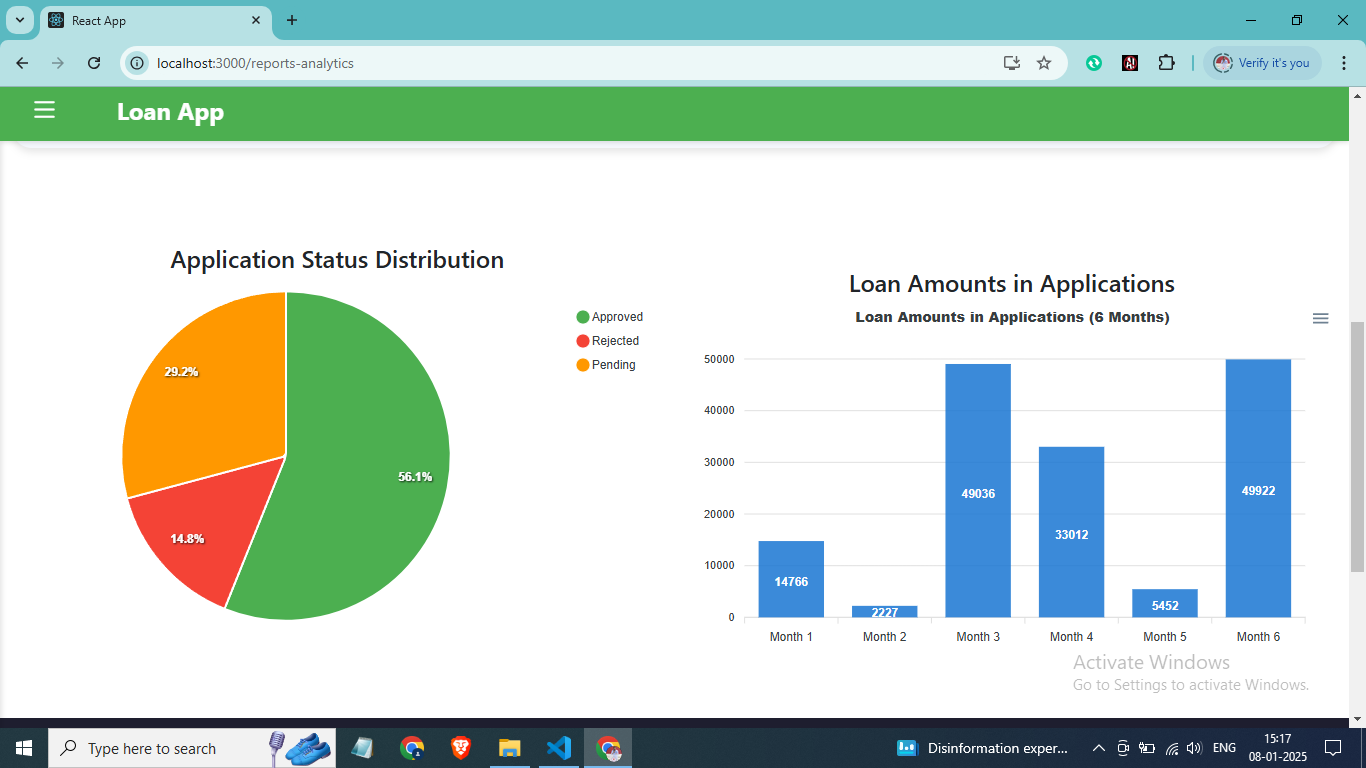 React App
localhost:3000/reports-analytics
Verify it's you
Loan App
Application Status Distribution
29.2%
14.8%
56.1%
Approved
Rejected
Pending
Loan Amounts in Applications
Loan Amounts in Applications (6 Months)
50000
40000
30000
20000
10000
0
14766
2227
49036
33012
5452
49922
Month 1 Month 2 Month 3 Month 4 Month 5 Month 6
Activate Windows
Go to Settings to activate Windows.
Type here to search
Disinformation exper...
ENG
15:17
08-01-2025